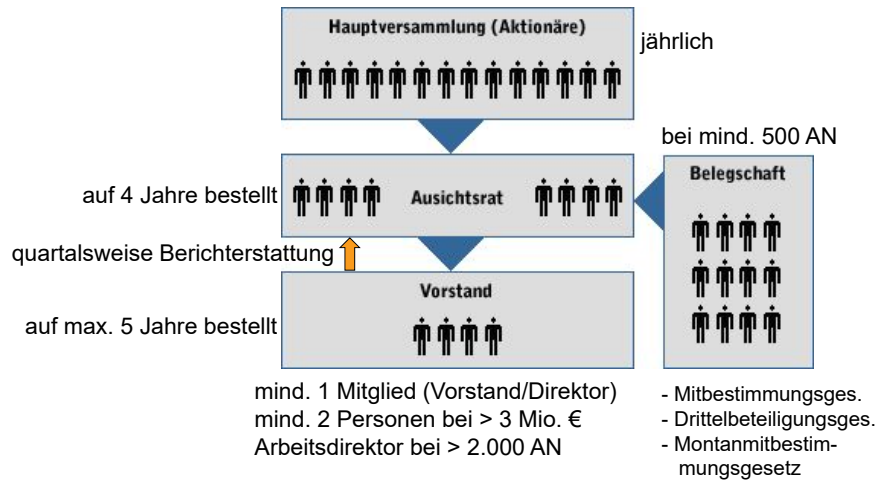 Hauptversammlung (Aktionäre)
jährlich
bei mind. 500 AN
Belegschaft
auf 4 Jahre bestellt
Ausichtsrat
quartalsweise Berichterstattung
Vorstand
auf max. 5 Jahre bestellt
mind. 1 Mitglied (Vorstand/Direktor)
mind. 2 Personen bei > 3 Mio. €
Arbeitsdirektor bei > 2.000 AN
- Mitbestimmungsges.
- Drittelbeteiligungsges.
- Montanmitbestim-
mungsgesetz